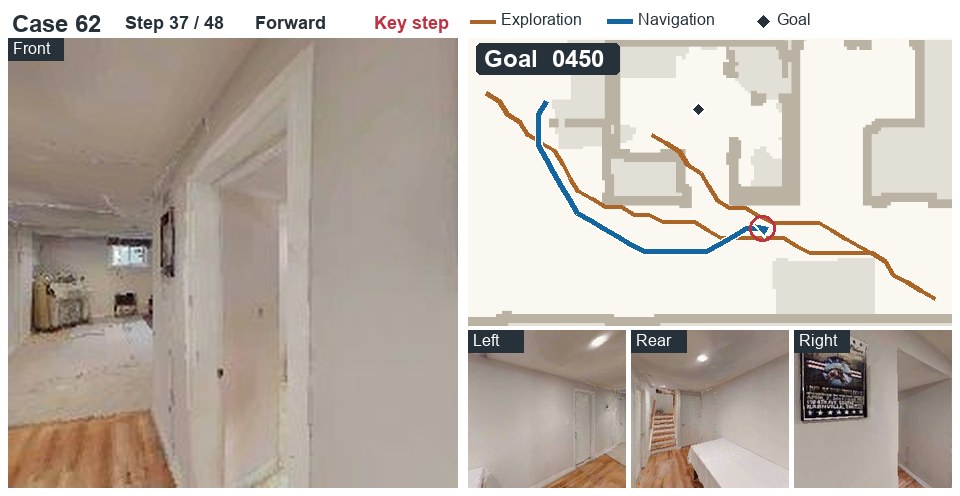 Case 62 Step 37 / 48 Forward Key step
Exploration Navigation Goal
Front
Goal 0450
Left
Rear
Right